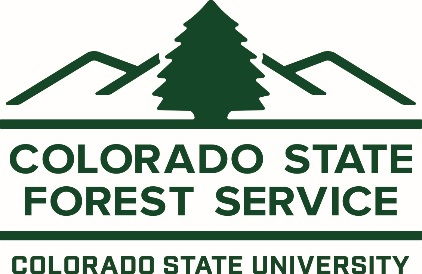 COLORADO STATE
FOREST SERVICE
COLORADO STATE UNIVERSITY